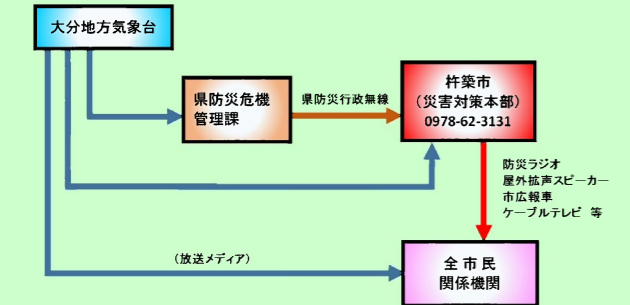 大分地方気象台
県防災危機
管理課
県防災行政無線
杵築市
（災害対策本部）
0978-62-3131
防災ラジオ
屋外拡声スピーカー
市広報車
ケーブルテレビ 等
（放送メディア）
全 市 民
関係機関